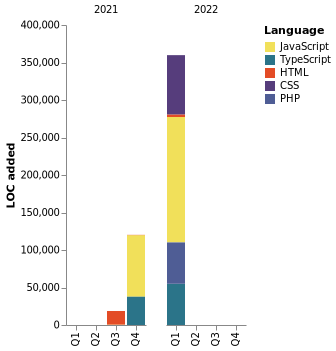 2021 2022
Language
JavaScript
TypeScript
HTML
CSS
PHP
LOC added
400,000
350,000
300,000
250,000
200,000
150,000
100,000
50,000
0
Q1 Q2 Q3 Q4 Q1 Q2 Q3 Q4